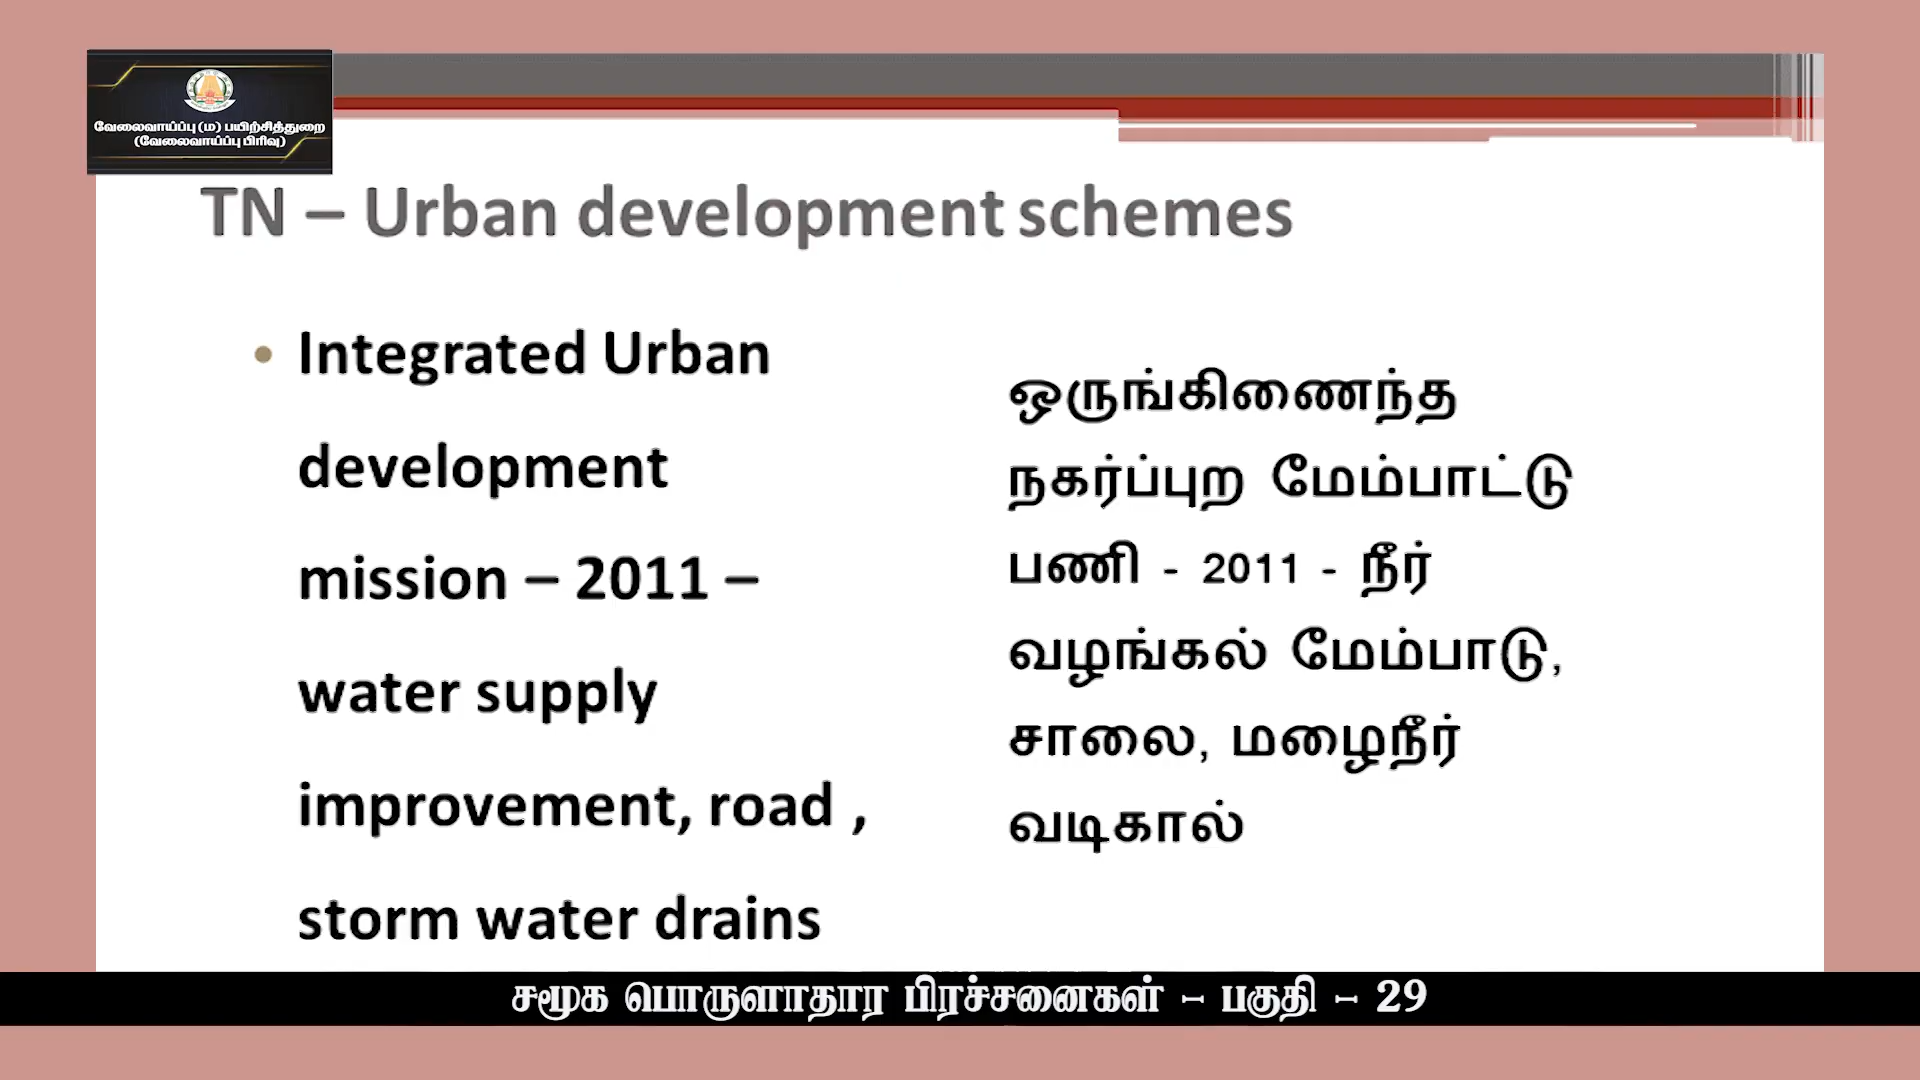 வேலைவாய்ப்பு (ம) பயிற்சித்துறை
(வேலைவாய்ப்பு பிரிவு)
TN – Urban development schemes
• Integrated Urban
development
mission – 2011 –
water supply
improvement, road ,
storm water drains
ஒருங்கிணைந்த
நகர்ப்புற மேம்பாட்டு
பணி - 2011 - நீர்
வழங்கல் மேம்பாடு,
சாலை, மழைநீர்
வடிகால்
சமூக பொருளாதார பிரச்சனைகள் - பகுதி - 29